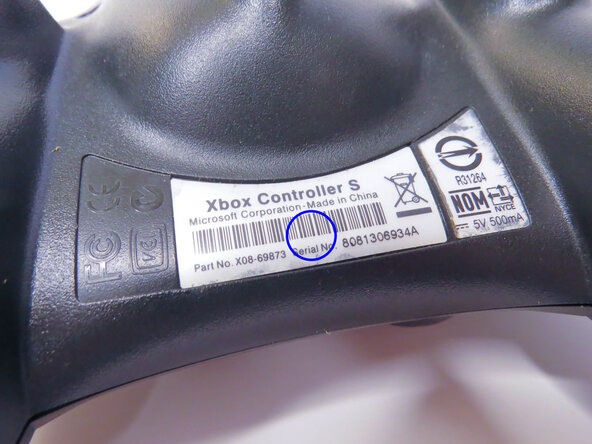 Xbox Controller S
Microsoft Corporation-Made in China
Part No. X08-69873 Serial No. 8081306934A
R31264
NOM
NYCE
5V 500mA
FC CE